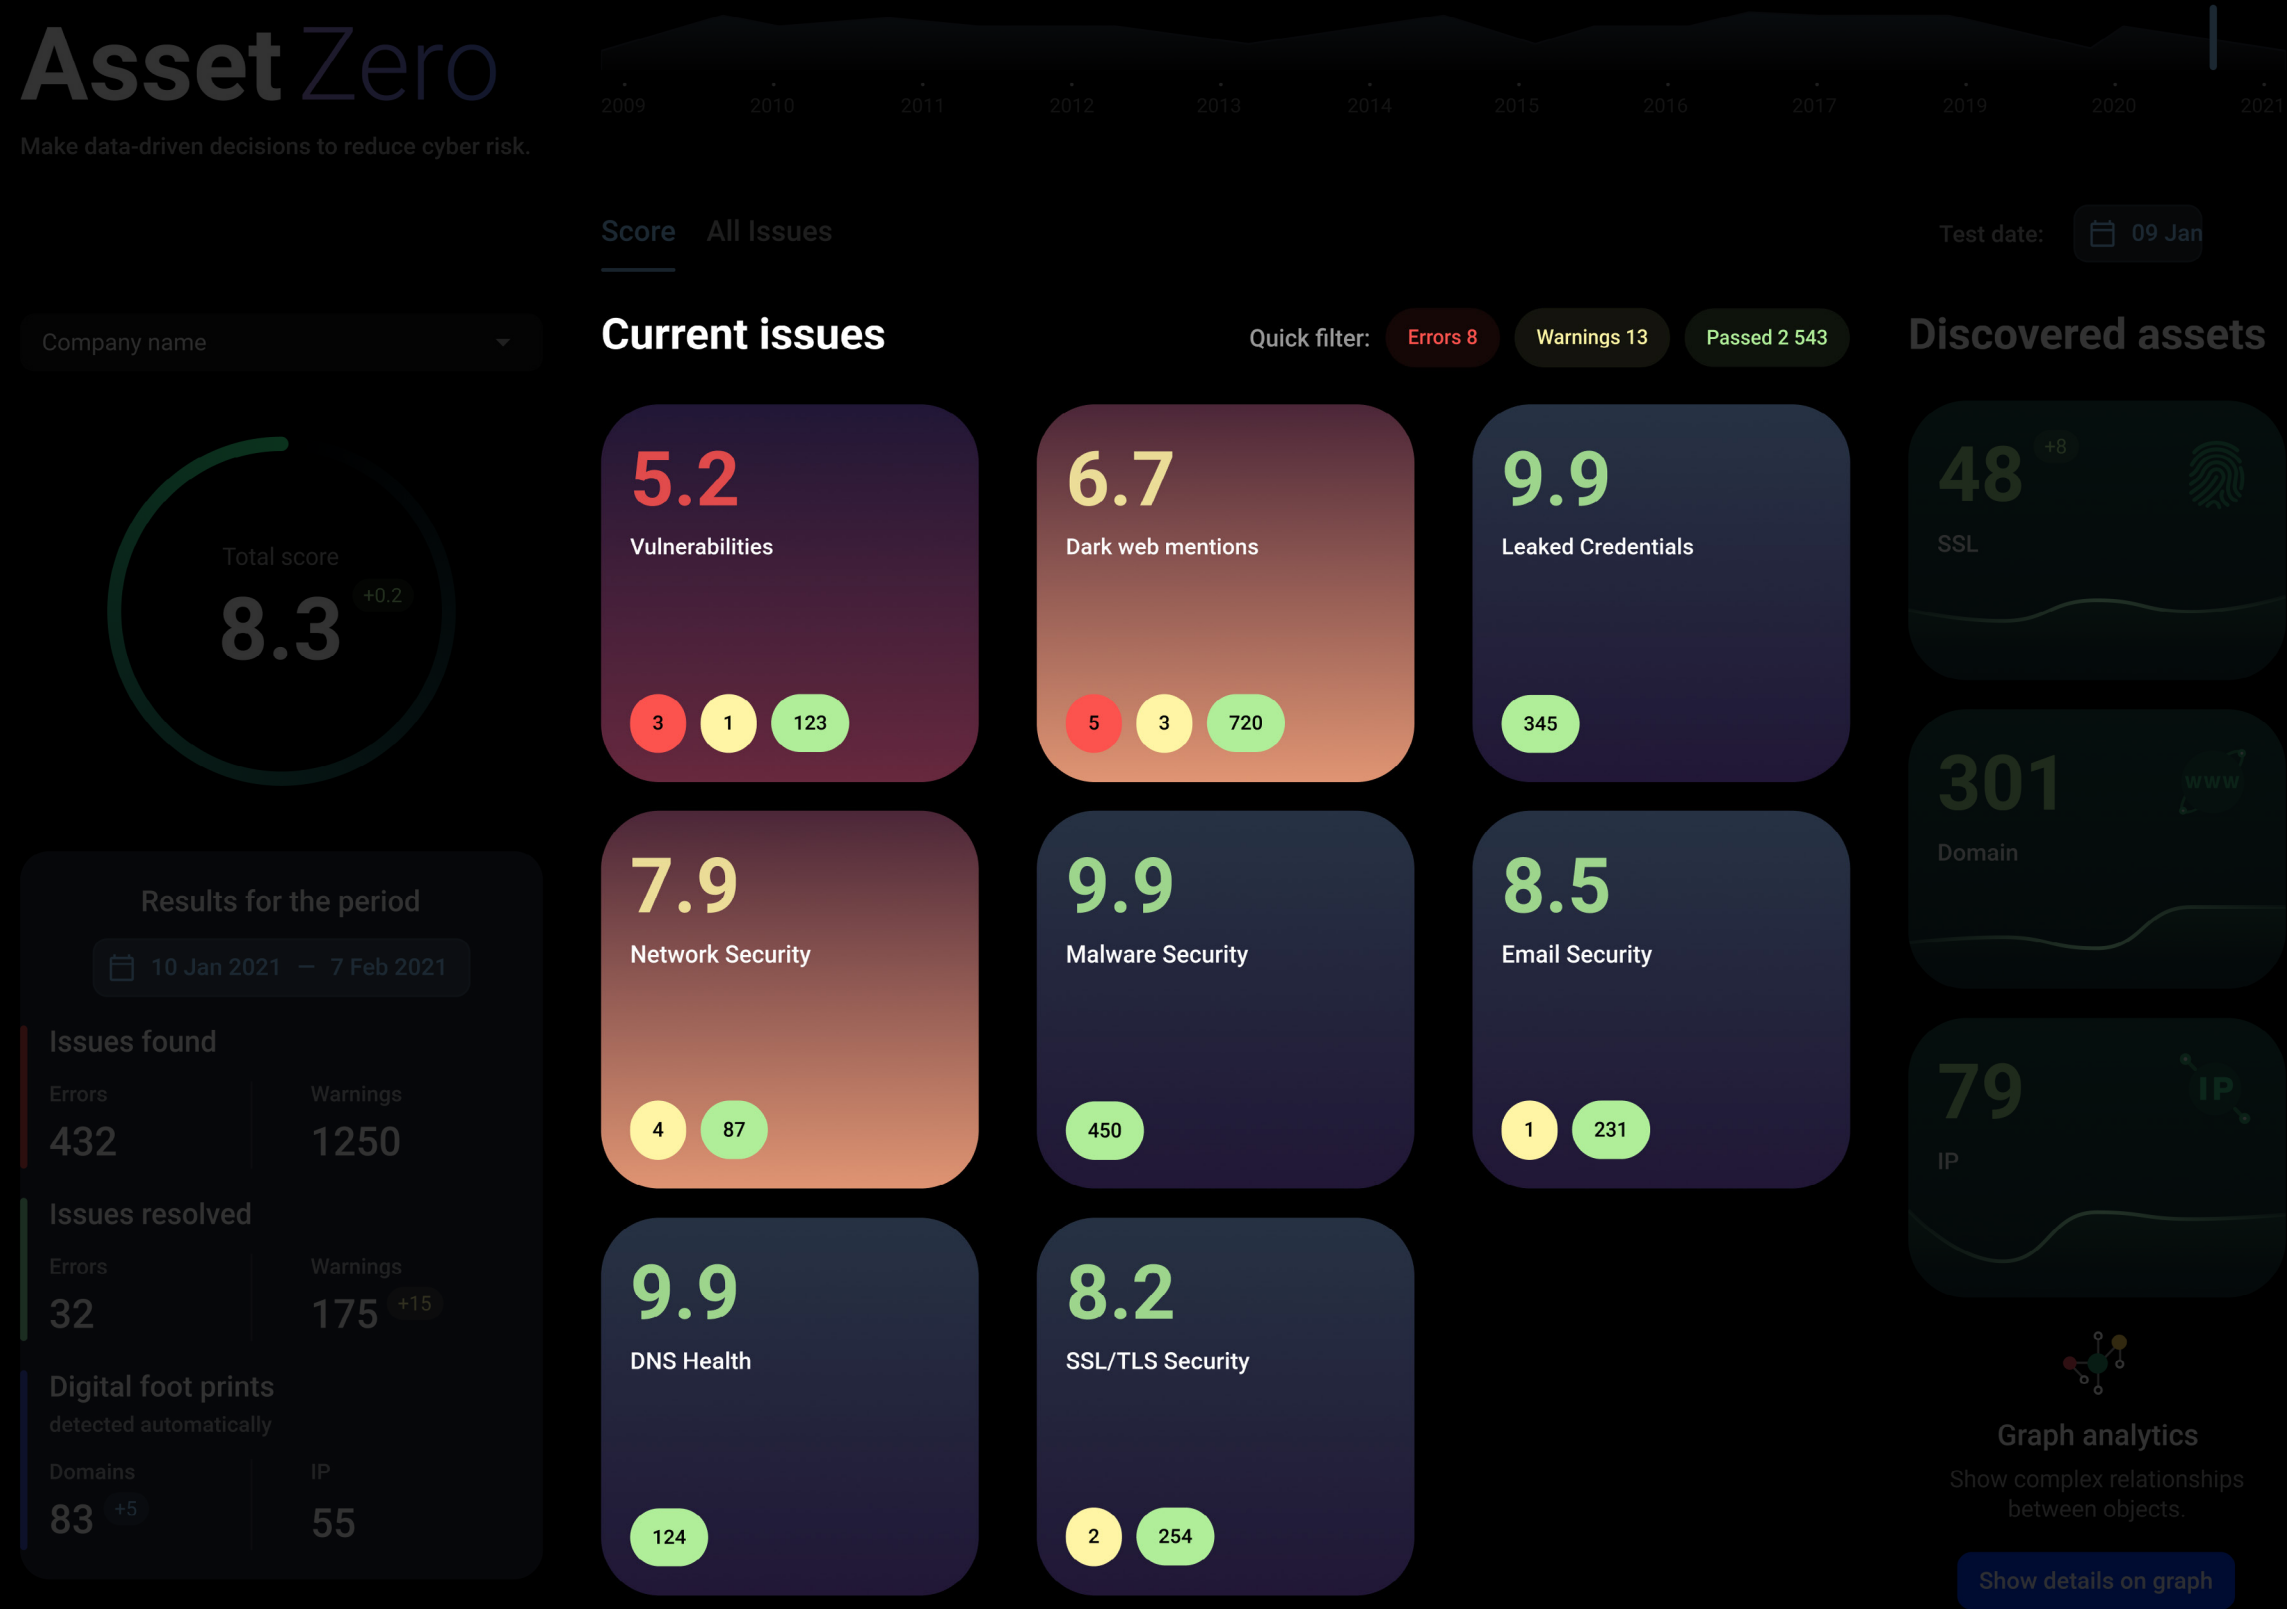 Asset Zero
Make data-driven decisions to reduce cyber risk.
2009 2010 2011 2012 2013 2014 2015 2016 2017 2019 2020 2021
Score All Issues
Test date: 09 Jan
Company name
Total score
8.3 +0.2
Results for the period
10 Jan 2021 — 7 Feb 2021
Issues found
Errors Warnings
432 1250
Issues resolved
Errors Warnings
32 175 +15
Digital foot prints
detected automatically
Domains IP
83 +5 55
Current issues
Quick filter: Errors 8 Warnings 13 Passed 2 543
5.2
Vulnerabilities
3 1 123
6.7
Dark web mentions
5 3 720
9.9
Leaked Credentials
345
7.9
Network Security
4 87
9.9
Malware Security
450
8.5
Email Security
1 231
9.9
DNS Health
124
8.2
SSL/TLS Security
2 254
Discovered assets
48 +8
SSL
301 www
Domain
79 IP
IP
Graph analytics
Show complex relationships
between objects.
Show details on graph